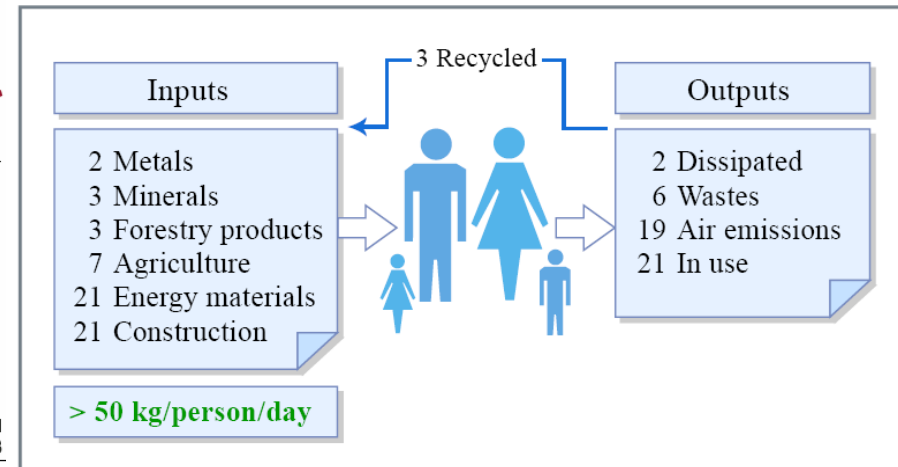 3 Recycled
Inputs
Outputs
2 Metals
3 Minerals
3 Forestry products
7 Agriculture
21 Energy materials
21 Construction
2 Dissipated
6 Wastes
19 Air emissions
21 In use
> 50 kg/person/day